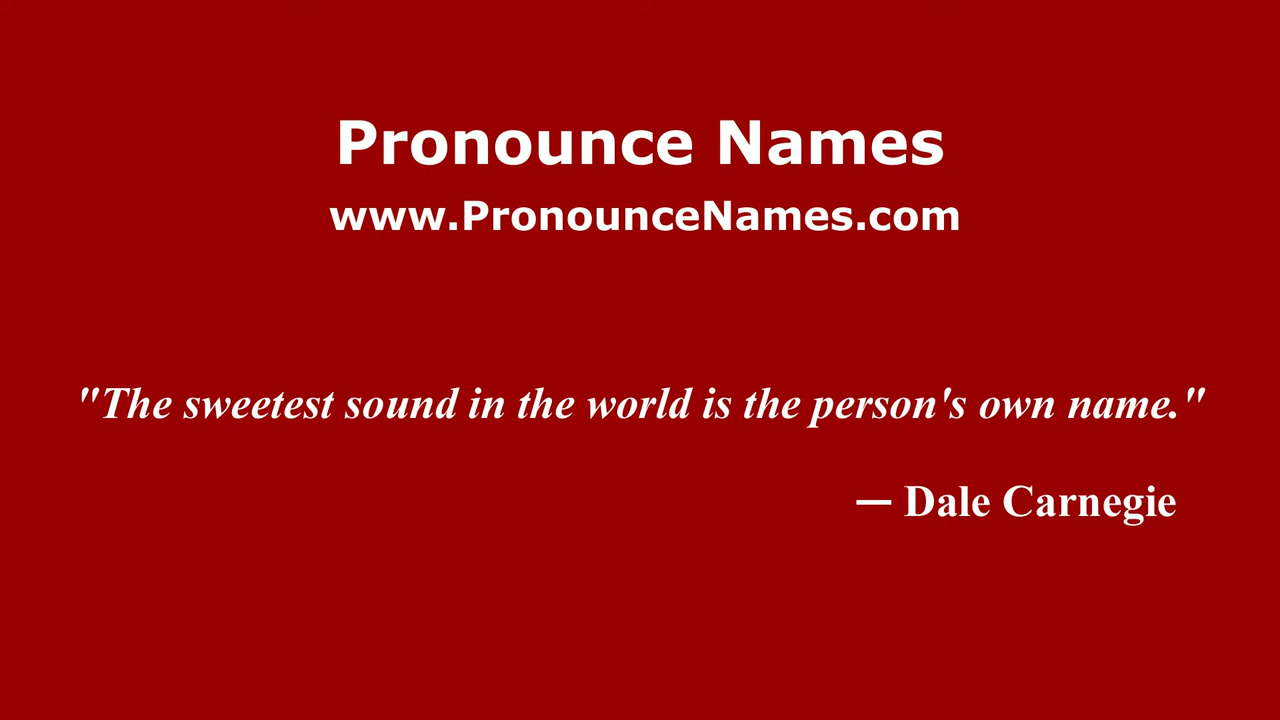 Pronounce Names
www.PronounceNames.com
"The sweetest sound in the world is the person's own name."
— Dale Carnegie